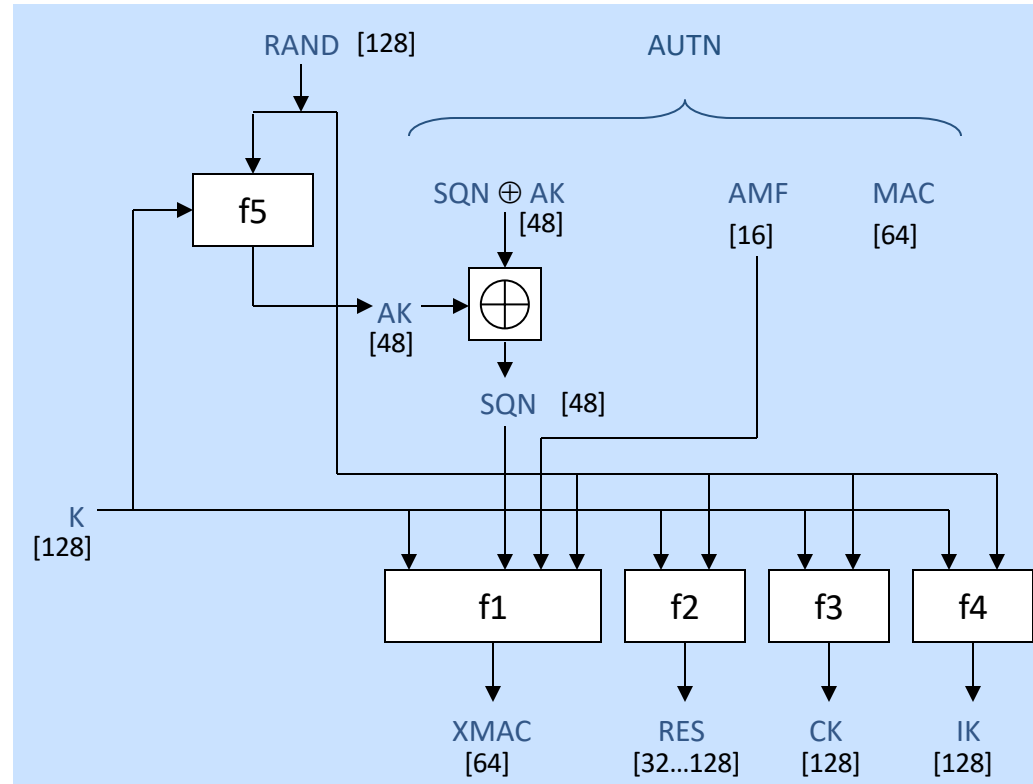 RAND [128]
AUTN
SQN ⊕ AK
[48]
AMF
[16]
MAC
[64]
f5
AK
[48]
SQN [48]
K
[128]
f1
f2
f3
f4
XMAC
[64]
RES
[32...128]
CK
[128]
IK
[128]